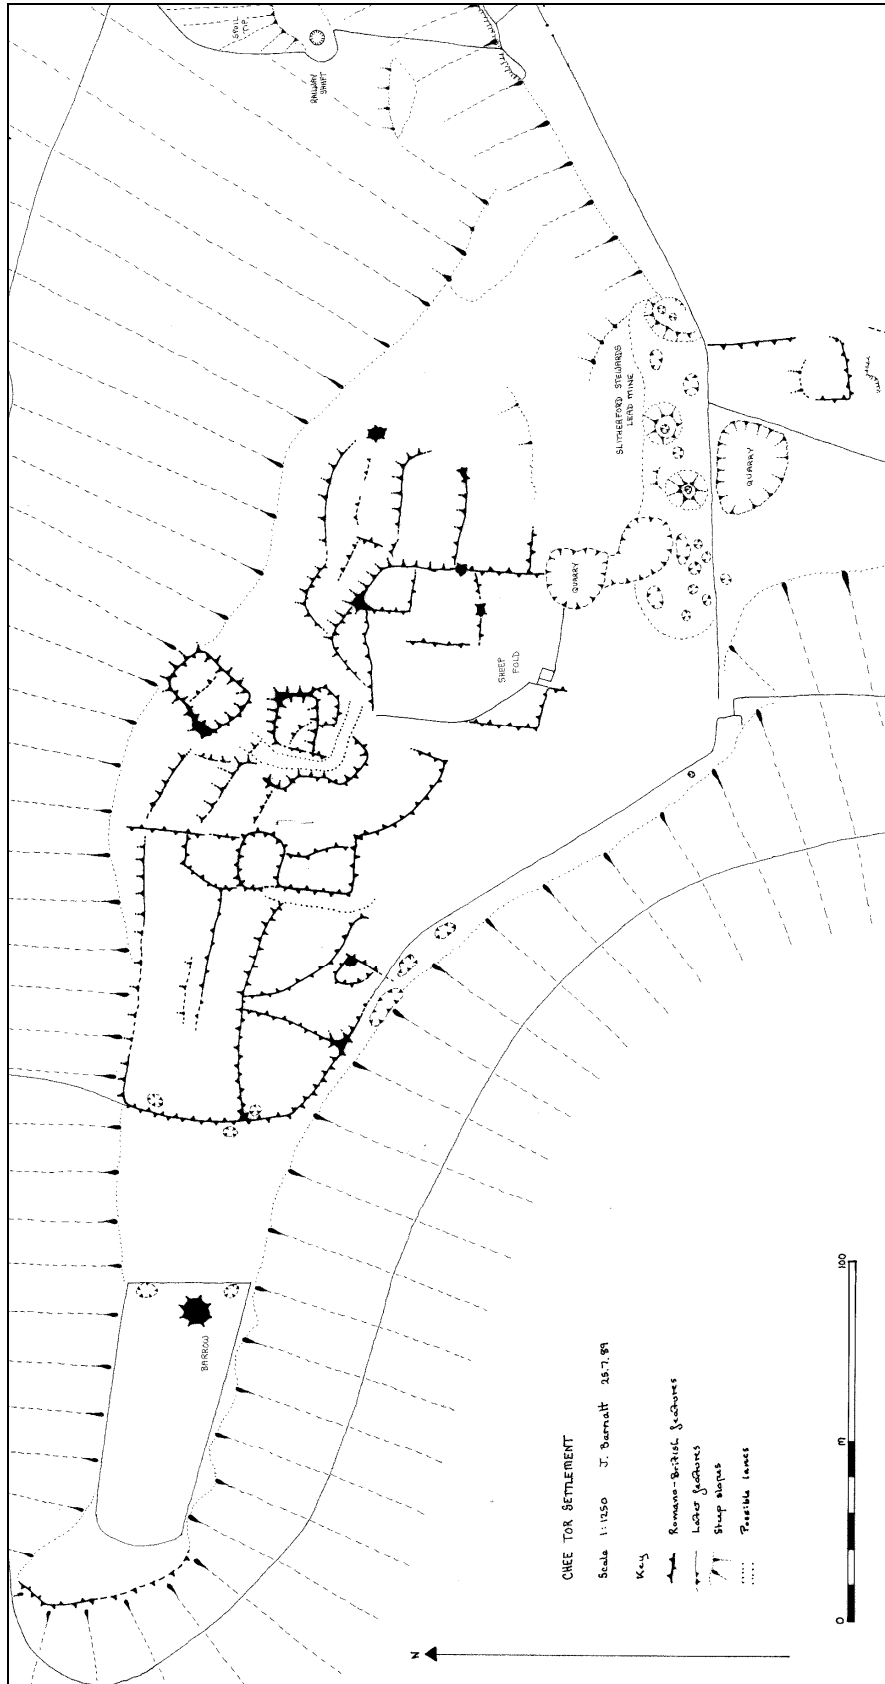 SPOIL
TIP
RAILWAY
SHAFT
SLITHERFORD STEWARDS
LEAD MINE
QUARRY
QUARRY
SHEEP
FOLD
BARROW
CHEE TOR SETTLEMENT
Scale 1:1250 J. Barnatt 25.7.89
Key
Romano-British features
Later features
Steep slopes
Possible lanes
0 m 100
N